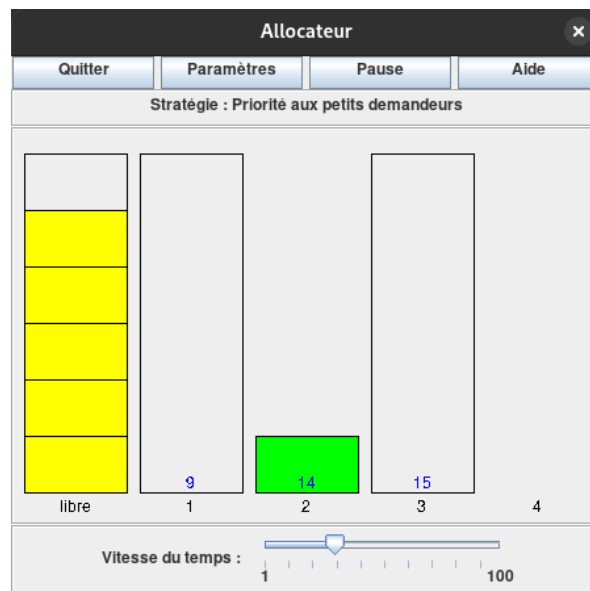 Allocateur
Quitter Paramètres Pause Aide
Stratégie : Priorité aux petits demandeurs
9 14 15
libre 1 2 3 4
Vitesse du temps :
1 100